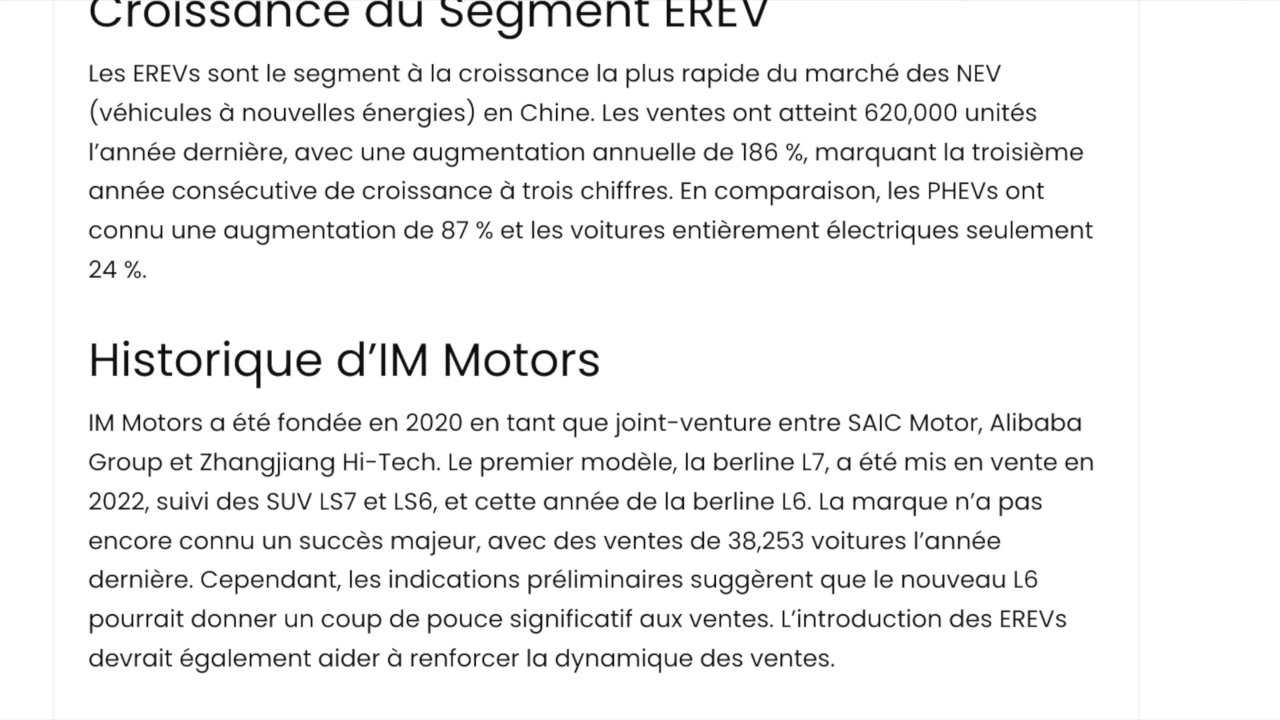 Croissance du Segment EREV
Les EREVs sont le segment à la croissance la plus rapide du marché des NEV
(véhicules à nouvelles énergies) en Chine. Les ventes ont atteint 620,000 unités
l’année dernière, avec une augmentation annuelle de 186 %, marquant la troisième
année consécutive de croissance à trois chiffres. En comparaison, les PHEVs ont
connu une augmentation de 87 % et les voitures entièrement électriques seulement
24 %.
Historique d’IM Motors
IM Motors a été fondée en 2020 en tant que joint-venture entre SAIC Motor, Alibaba
Group et Zhangjiang Hi-Tech. Le premier modèle, la berline L7, a été mis en vente en
2022, suivi des SUV LS7 et LS6, et cette année de la berline L6. La marque n’a pas
encore connu un succès majeur, avec des ventes de 38,253 voitures l’année
dernière. Cependant, les indications préliminaires suggèrent que le nouveau L6
pourrait donner un coup de pouce significatif aux ventes. L’introduction des EREVs
devrait également aider à renforcer la dynamique des ventes.